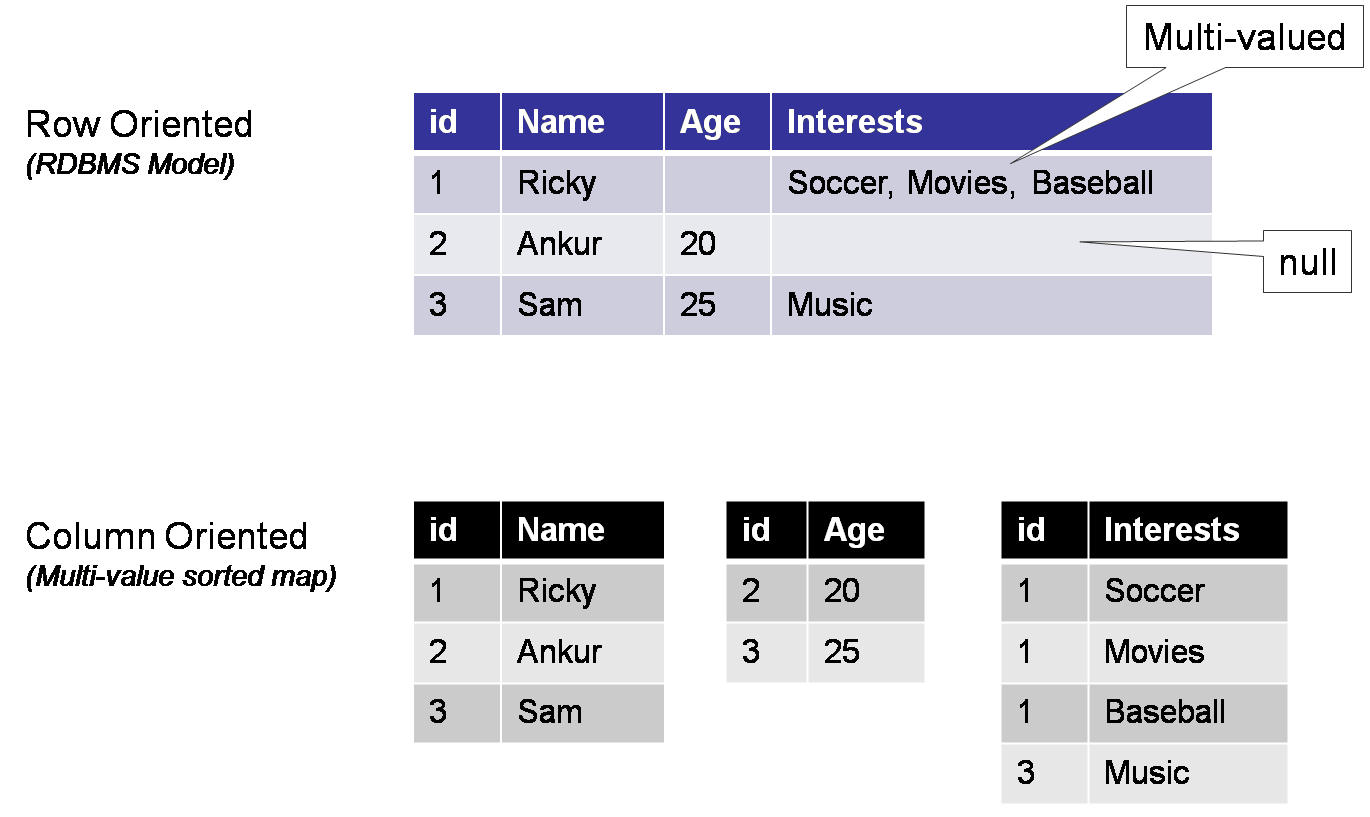 Multi-valued
Row Oriented
(RDBMS Model)
id Name Age Interests
1 Ricky Soccer, Movies, Baseball
2 Ankur 20
null
3 Sam 25 Music
Column Oriented
(Multi-value sorted map)
id Name
1 Ricky
2 Ankur
3 Sam
id Age
2 20
3 25
id Interests
1 Soccer
1 Movies
1 Baseball
3 Music